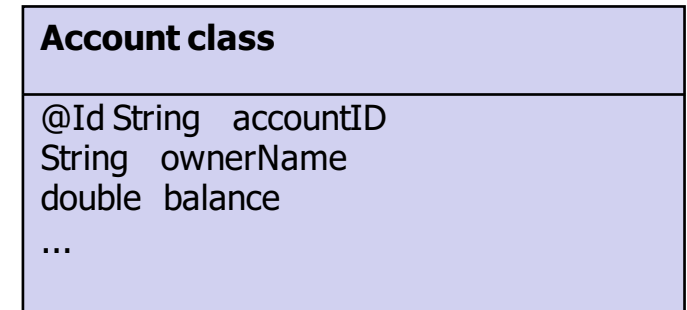 Account class
@Id String accountID
String ownerName
double balance
...